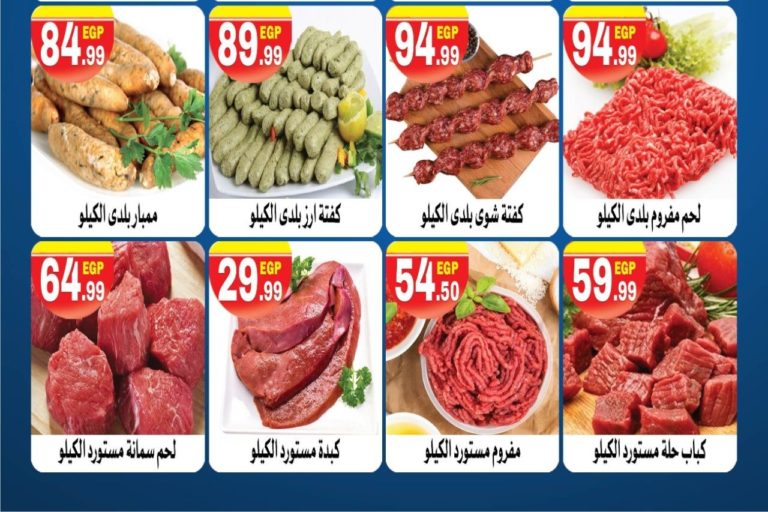 84.99 EGP
ممبار بلدى الكيلو
89.99 EGP
كفتة ارز بلدى الكيلو
94.99 EGP
كفتة شوى بلدى الكيلو
94.99 EGP
لحم مفروم بلدى الكيلو
64.99 EGP
لحم سمانة مستورد الكيلو
29.99 EGP
كبدة مستورد الكيلو
54.50 EGP
مفروم مستورد الكيلو
59.99 EGP
كباب حلة مستورد الكيلو